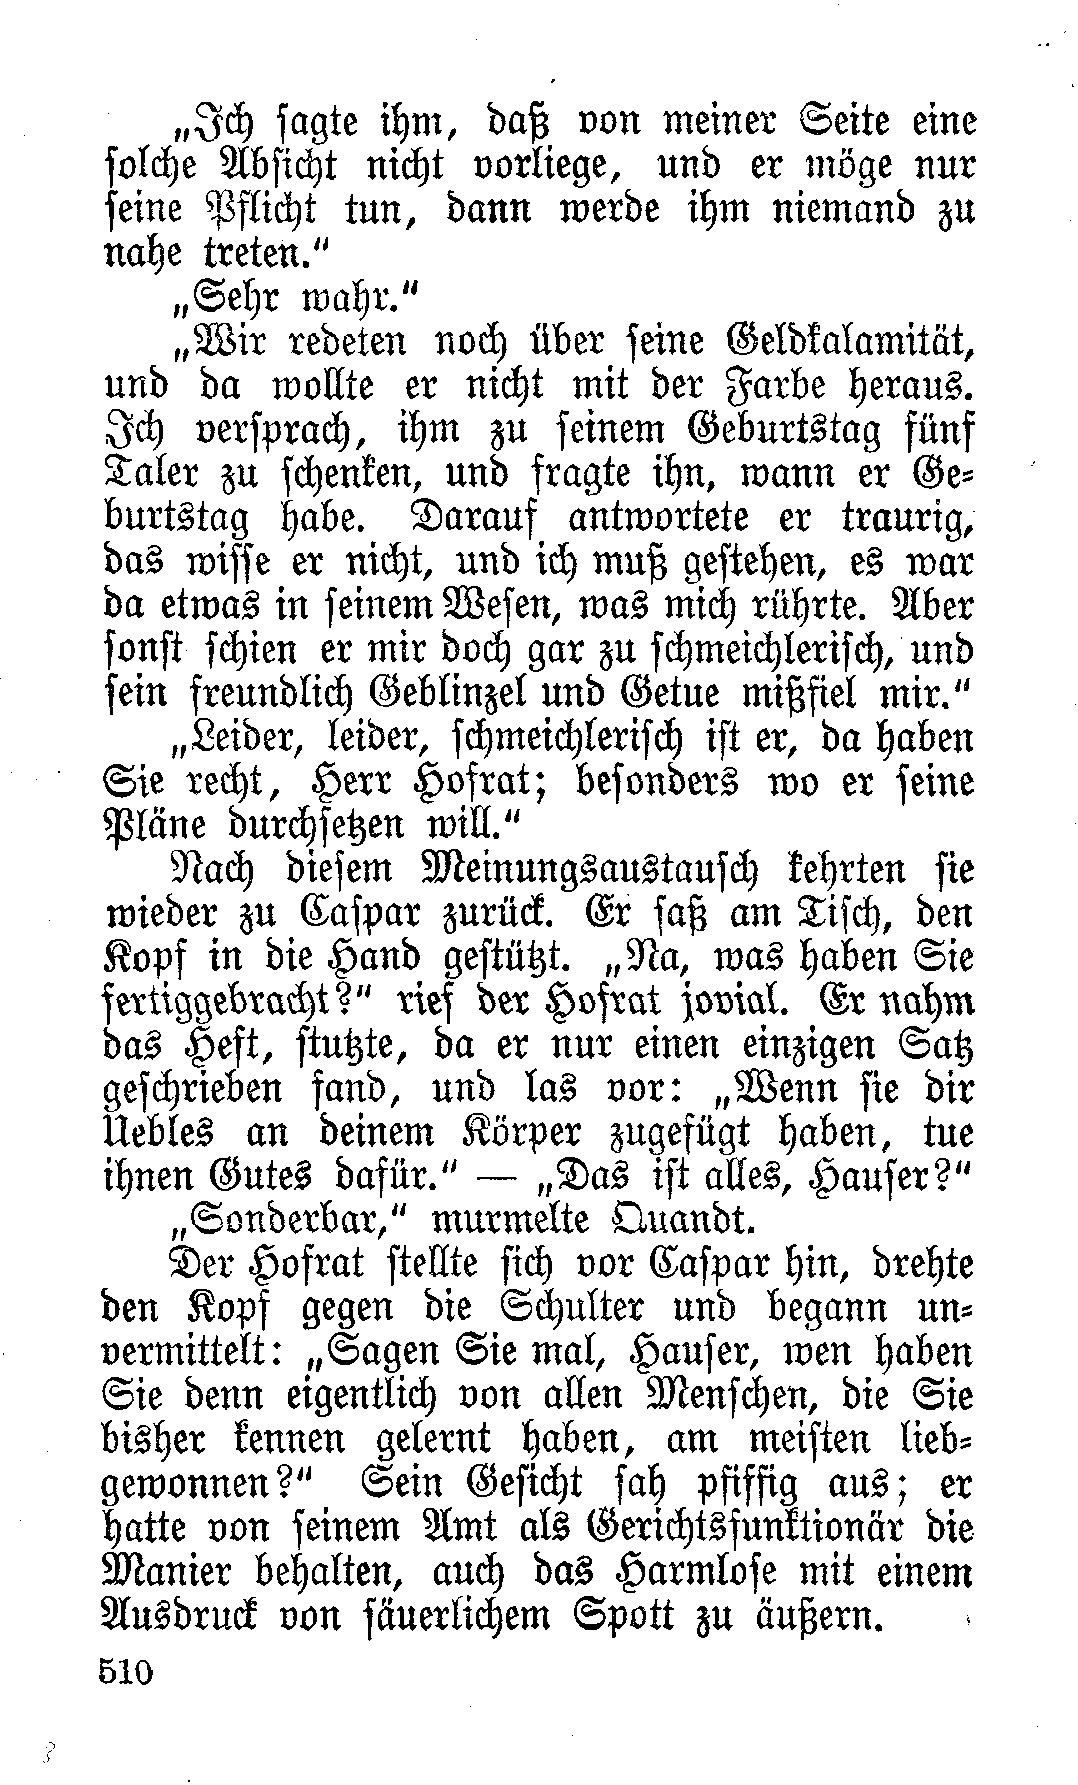 „Ich sagte ihm, daß von meiner Seite eine
solche Absicht nicht vorliege, und er möge nur
seine Pflicht tun, dann werde ihm niemand zu
nahe treten.“
„Sehr wahr.“
„Wir redeten noch über seine Geldkalamität,
und da wollte er nicht mit der Farbe heraus.
Ich versprach, ihm zu seinem Geburtstag fünf
Taler zu schenken, und fragte ihn, wann er Ge-
burtstag habe. Darauf antwortete er traurig,
das wisse er nicht, und ich muß gestehen, es war
da etwas in seinem Wesen, was mich rührte. Aber
sonst schien er mir doch gar zu schmeichlerisch, und
sein freundlich Geblinzel und Getue mißfiel mir.“
„Leider, leider, schmeichlerisch ist er, da haben
Sie recht, Herr Hofrat; besonders wo er seine
Pläne durchsetzen will.“
Nach diesem Meinungsaustausch kehrten sie
wieder zu Caspar zurück. Er saß am Tisch, den
Kopf in die Hand gestützt. „Na, was haben Sie
fertiggebracht?“ rief der Hofrat jovial. Er nahm
das Heft, stutzte, da er nur einen einzigen Satz
geschrieben fand, und las vor: „Wenn sie dir
Uebles an deinem Körper zugefügt haben, tue
ihnen Gutes dafür.“ — „Das ist alles, Hauser?“
„Sonderbar,“ murmelte Quandt.
Der Hofrat stellte sich vor Caspar hin, drehte
den Kopf gegen die Schulter und begann un-
vermittelt: „Sagen Sie mal, Hauser, wen haben
Sie denn eigentlich von allen Menschen, die Sie
bisher kennen gelernt haben, am meisten lieb-
gewonnen?“ Sein Gesicht sah pfiffig aus; er
hatte von seinem Amt als Gerichtsfunktionär die
Manier behalten, auch das Harmlose mit einem
Ausdruck von säuerlichem Spott zu äußern.
510